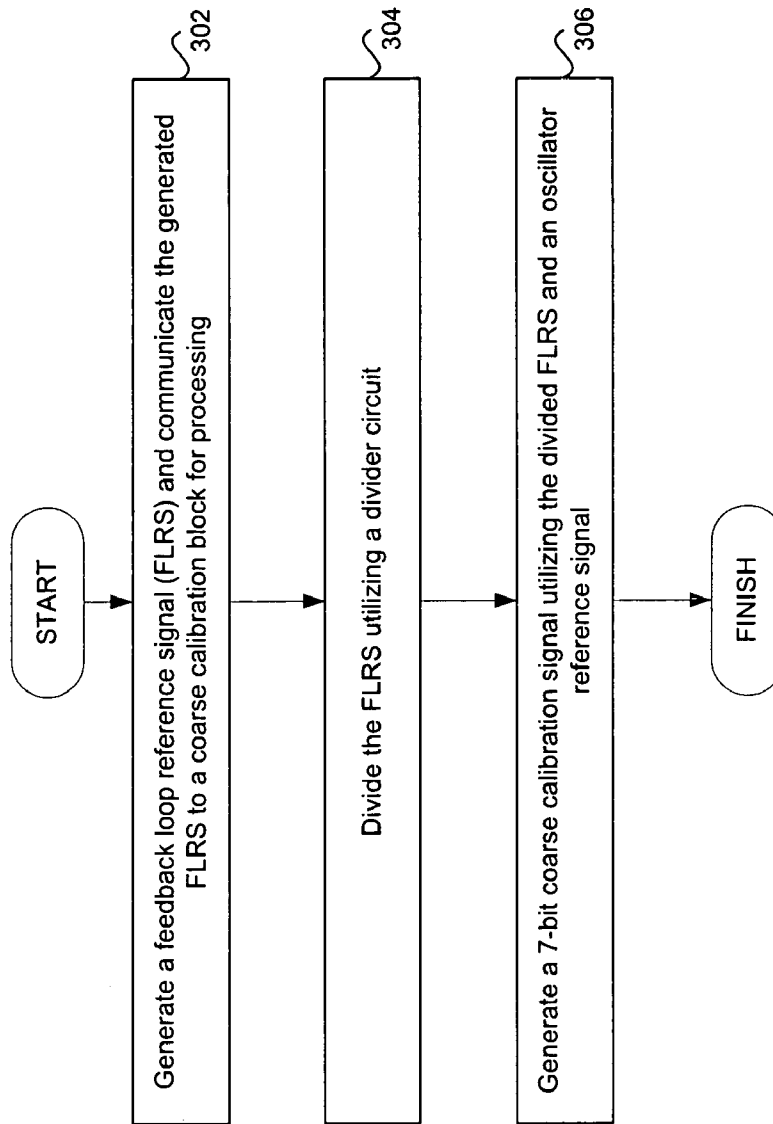 START
Generate a feedback loop reference signal (FLRS) and communicate the generated
FLRS to a coarse calibration block for processing
302
Divide the FLRS utilizing a divider circuit
304
Generate a 7-bit coarse calibration signal utilizing the divided FLRS and an oscillator
reference signal
306
FINISH